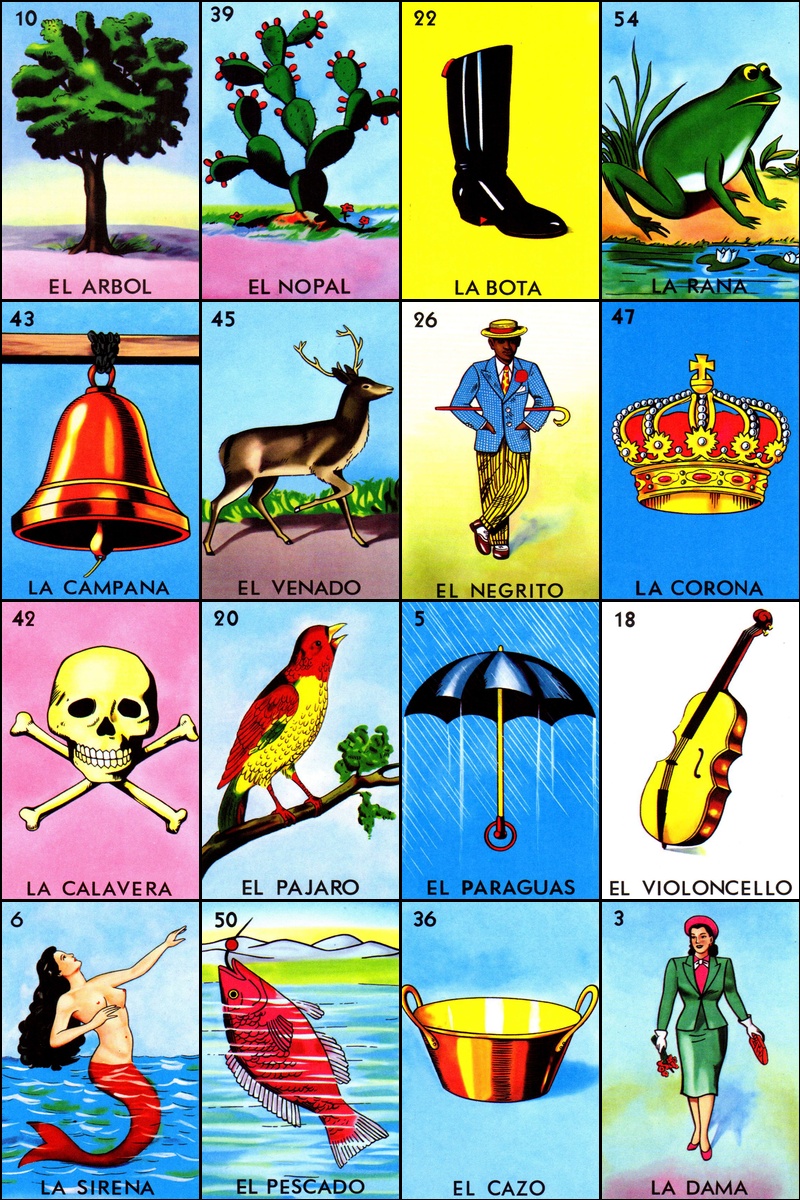 10
EL ARBOL
39
EL NOPAL
22
LA BOTA
54
LA RANA
43
LA CAMPANA
45
EL VENADO
26
EL NEGRITO
47
LA CORONA
42
LA CALAVERA
20
EL PAJARO
5
EL PARAGUAS
18
EL VIOLONCELLO
6
LA SIRENA
50
EL PESCADO
36
EL CAZO
3
LA DAMA